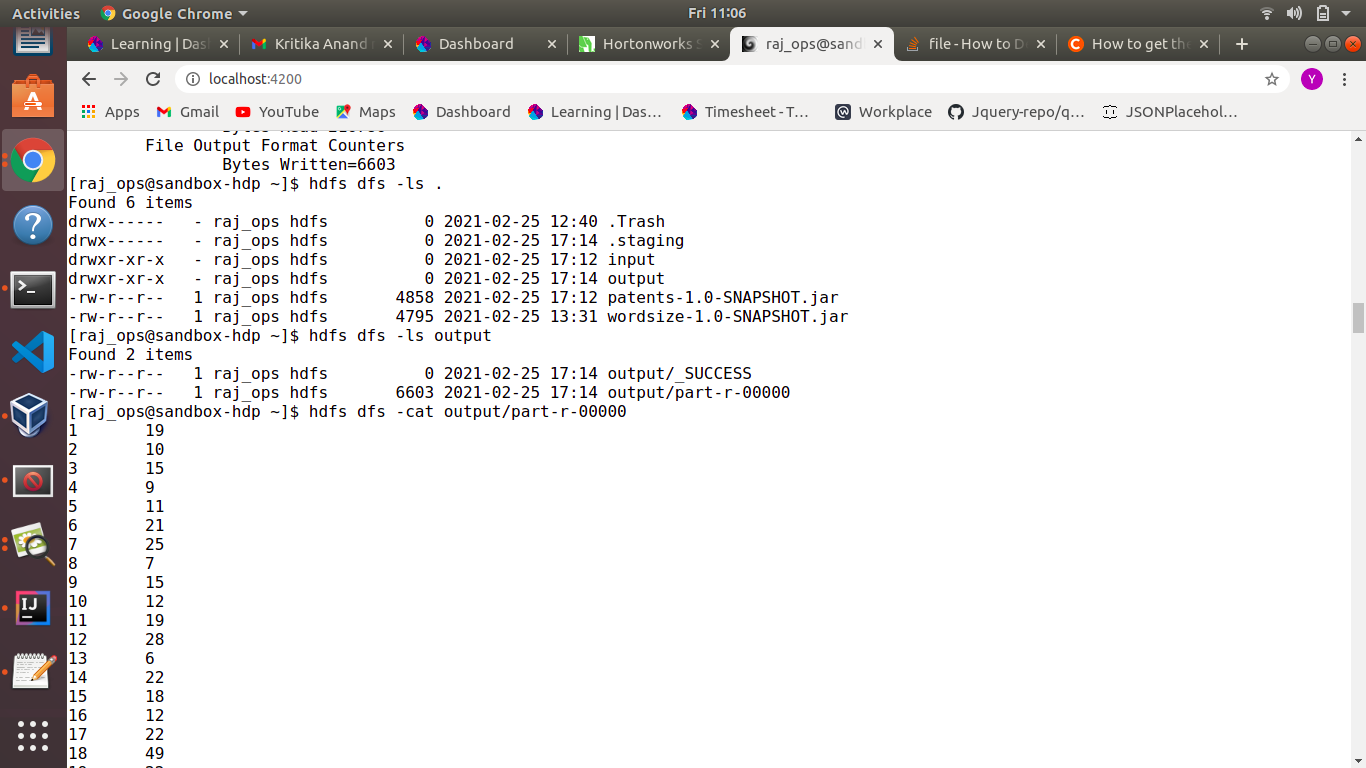 Activities Google Chrome Fri 11:06
Learning | Das Kritika Anand Dashboard Hortonworks S raj_ops@sand file - How to D How to get the
localhost:4200 Y
Apps Gmail YouTube Maps Dashboard Learning | Das... Timesheet - T... Workplace Jquery-repo/q... JSONPlacehol...
File Output Format Counters
Bytes Written=6603
[raj_ops@sandbox-hdp ~]$ hdfs dfs -ls .
Found 6 items
drwx------ - raj_ops hdfs 0 2021-02-25 12:40 .Trash
drwx------ - raj_ops hdfs 0 2021-02-25 17:14 .staging
drwxr-xr-x - raj_ops hdfs 0 2021-02-25 17:12 input
drwxr-xr-x - raj_ops hdfs 0 2021-02-25 17:14 output
-rw-r--r-- 1 raj_ops hdfs 4858 2021-02-25 17:12 patents-1.0-SNAPSHOT.jar
-rw-r--r-- 1 raj_ops hdfs 4795 2021-02-25 13:31 wordsize-1.0-SNAPSHOT.jar
[raj_ops@sandbox-hdp ~]$ hdfs dfs -ls output
Found 2 items
-rw-r--r-- 1 raj_ops hdfs 0 2021-02-25 17:14 output/_SUCCESS
-rw-r--r-- 1 raj_ops hdfs 6603 2021-02-25 17:14 output/part-r-00000
[raj_ops@sandbox-hdp ~]$ hdfs dfs -cat output/part-r-00000
1 19
2 10
3 15
4 9
5 11
6 21
7 25
8 7
9 15
10 12
11 19
12 28
13 6
14 22
15 18
16 12
17 22
18 49